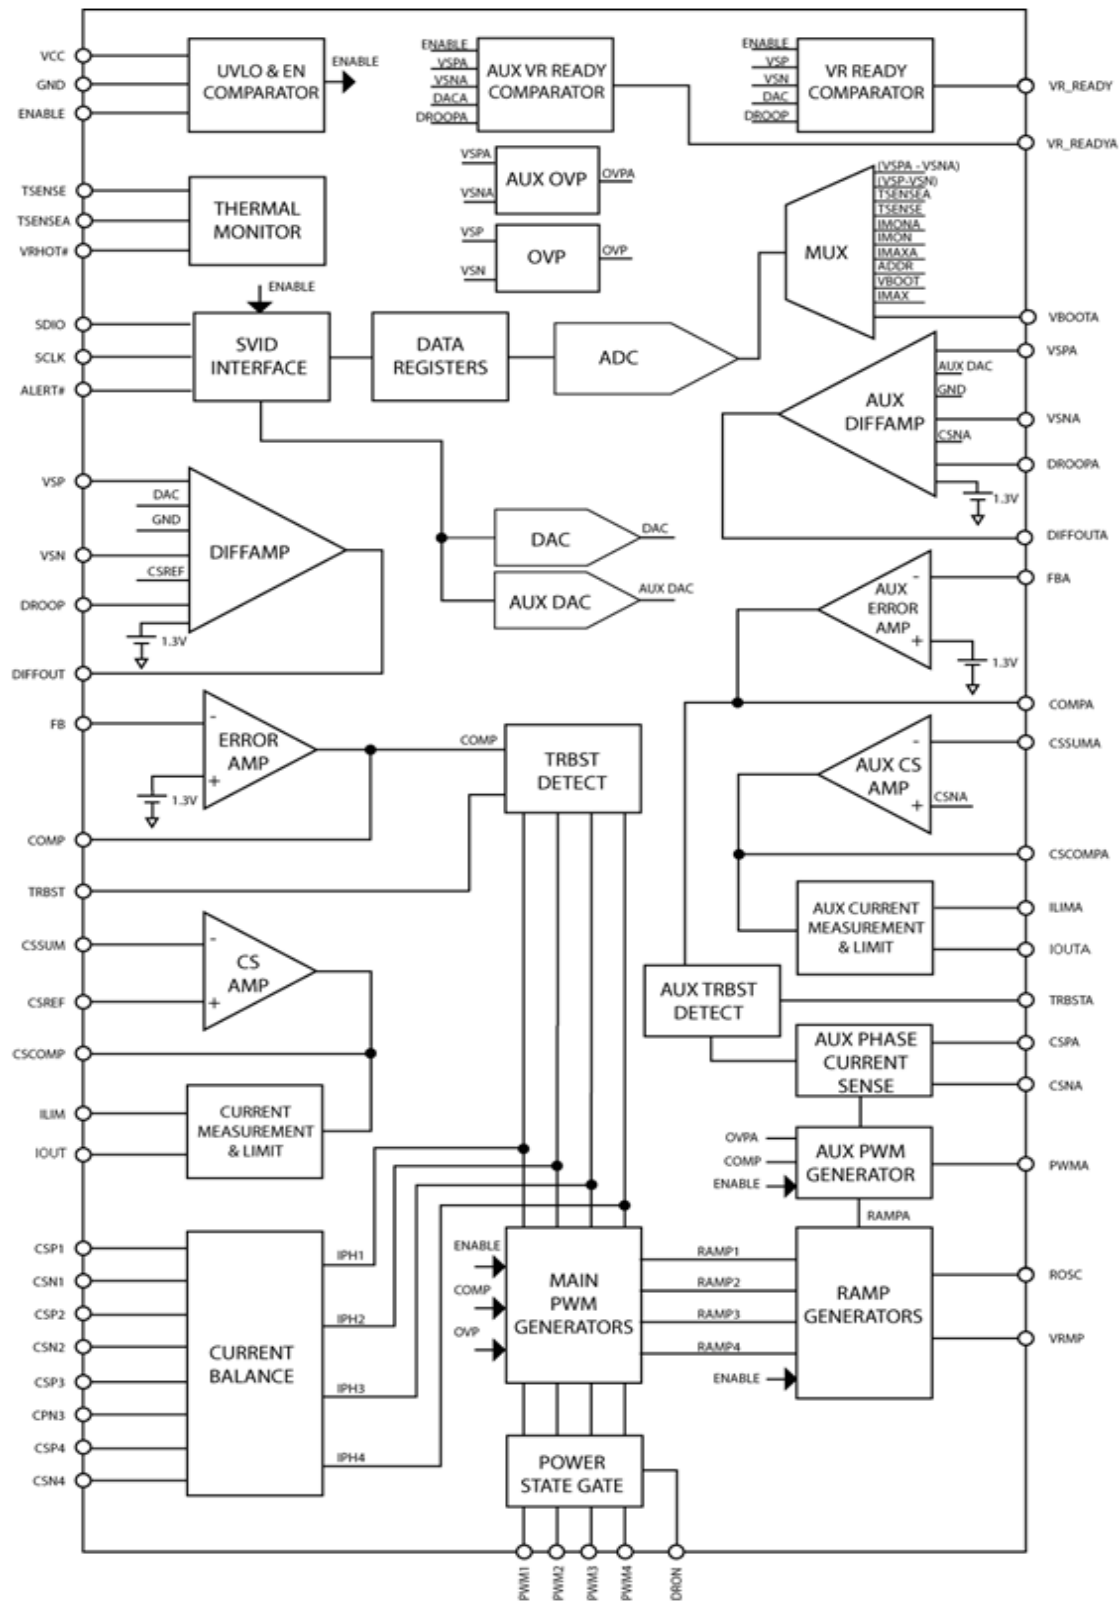 VCC
GND
ENABLE
UVLO & EN
COMPARATOR
ENABLE
ENABLE
VSPA
VSNA
DACA
DROOPA
AUX VR READY
COMPARATOR
ENABLE
VSP
VSN
DAC
DROOP
VR READY
COMPARATOR
VR_READY
VR_READYA
TSENSE
TSENSEA
VRHOT#
THERMAL
MONITOR
VSPA
VSNA
AUX OVP
OVPA
VSP
VSN
OVP
OVP
MUX
(VSPA - VSNA)
(VSP-VSN)
TSENSEA
TSENSE
IMONA
IMON
IMAXA
ADDR
VBOOT
IMAX
VBOOTA
ENABLE
SDIO
SCLK
ALERT#
SVID
INTERFACE
DATA
REGISTERS
ADC
AUX
DIFFAMP
VSPA
AUX DAC
GND
VSNA
CSNA
DROOPA
1.3V
DIFFOUTA
VSP
DAC
GND
VSN
CSREF
DROOP
1.3V
DIFFOUT
DIFFAMP
DAC
DAC
AUX DAC
AUX DAC
AUX
ERROR
AMP
-
+
FBA
1.3V
COMPA
FB
-
+
ERROR
AMP
1.3V
COMP
COMP
TRBST
TRBST
DETECT
AUX CS
AMP
-
+
CSSUMA
CSNA
CSCOMPA
CSSUM
CSREF
-
+
CS
AMP
CSCOMP
AUX CURRENT
MEASUREMENT
& LIMIT
ILIMA
IOUTA
AUX TRBST
DETECT
TRBSTA
AUX PHASE
CURRENT
SENSE
CSPA
CSNA
ILIM
IOUT
CURRENT
MEASUREMENT
& LIMIT
OVPA
COMP
ENABLE
AUX PWM
GENERATOR
PWMA
RAMPA
CSP1
CSN1
CSP2
CSN2
CSP3
CPN3
CSP4
CSN4
CURRENT
BALANCE
IPH1
IPH2
IPH3
IPH4
ENABLE
COMP
OVP
MAIN
PWM
GENERATORS
RAMP1
RAMP2
RAMP3
RAMP4
ENABLE
RAMP
GENERATORS
ROSC
VRMP
POWER
STATE GATE
PWM1
PWM2
PWM3
PWM4
DRON